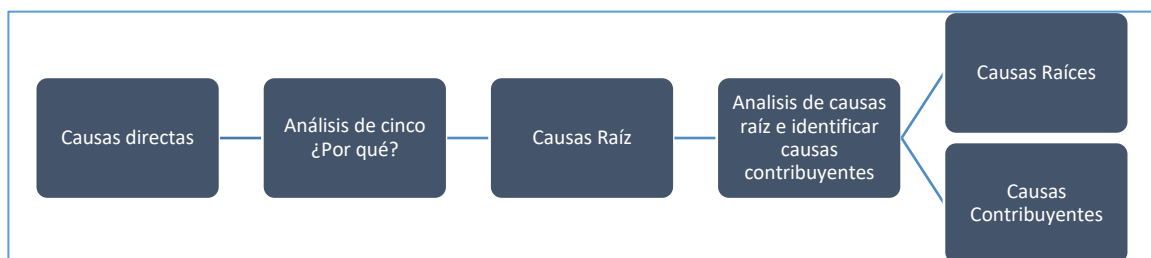 Causas directas
Análisis de cinco
¿Por qué?
Causas Raíz
Analisis de causas
raíz e identificar
causas
contribuyentes
Causas Raíces
Causas
Contribuyentes